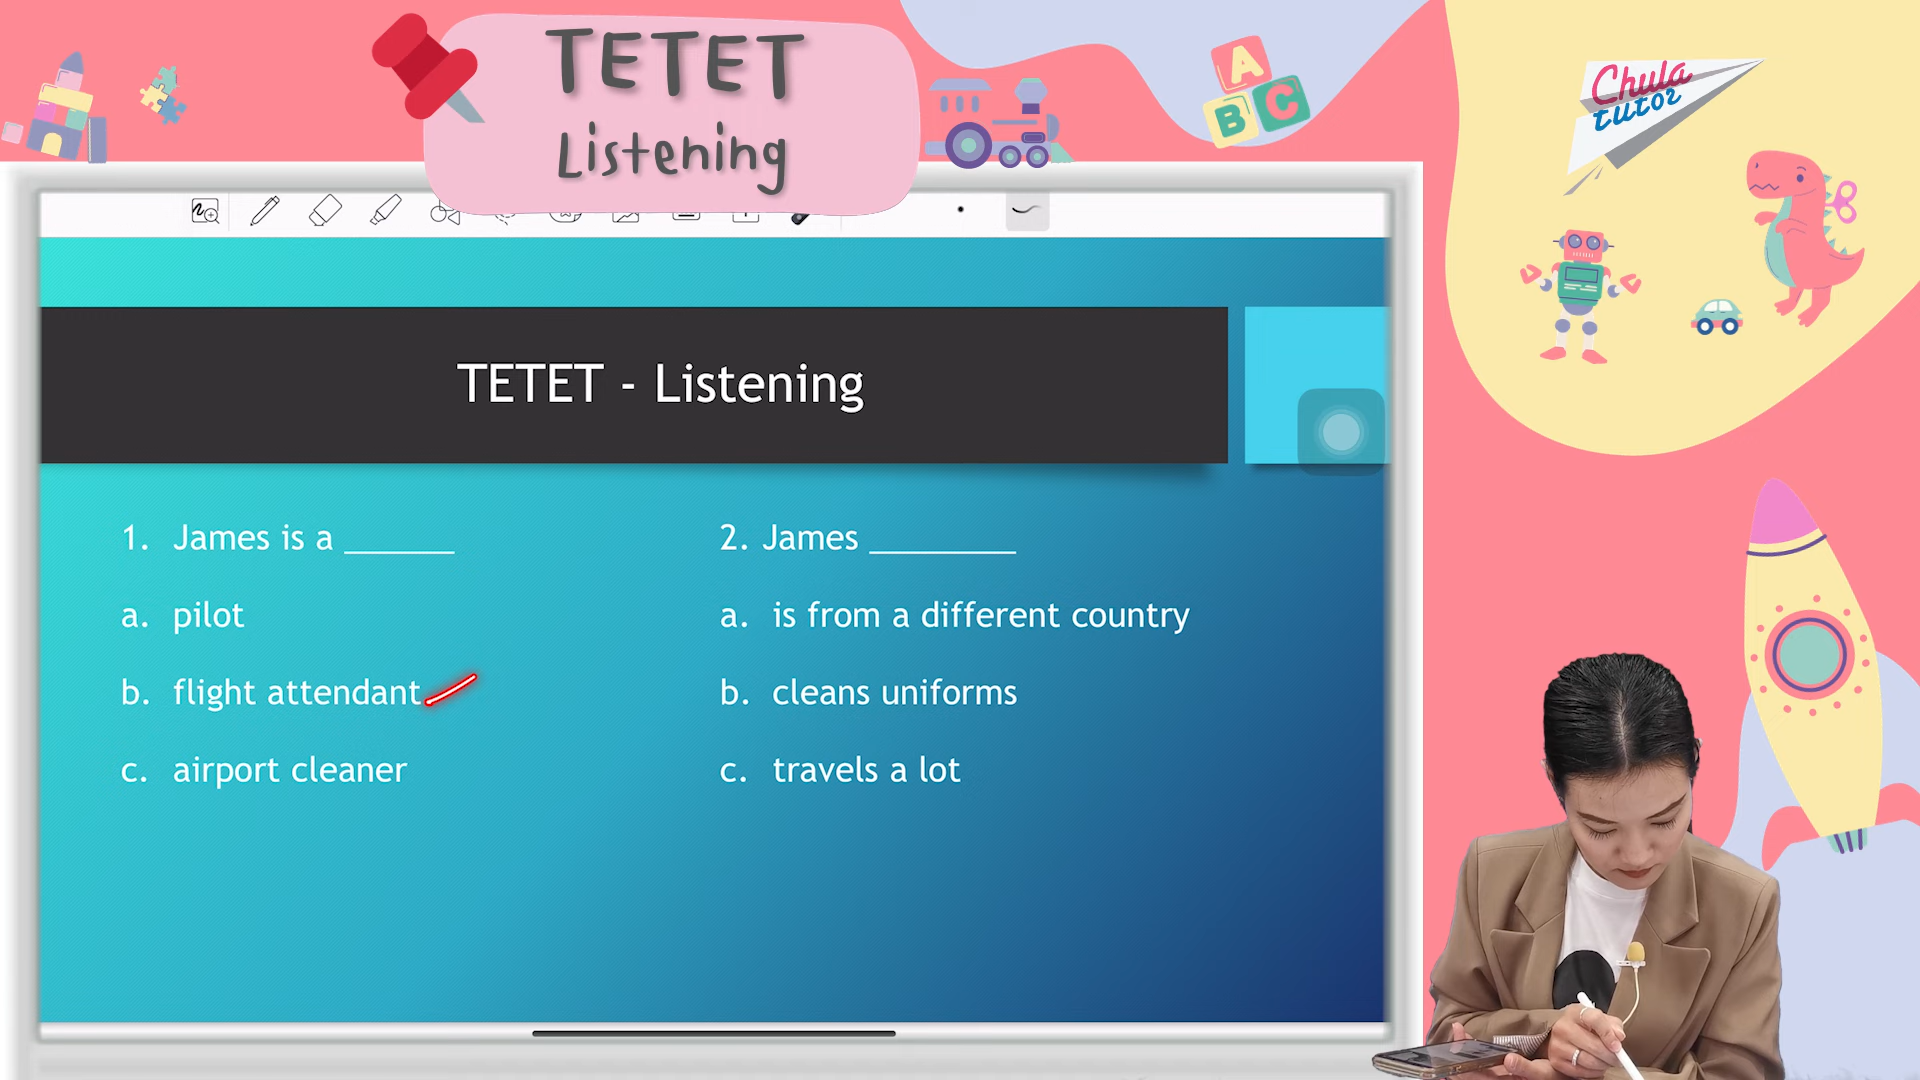 TETET
Listening
A
B C
Chula
tutor
TETET - Listening
1. James is a ______
a. pilot
b. flight attendant
c. airport cleaner
2. James ________
a. is from a different country
b. cleans uniforms
c. travels a lot